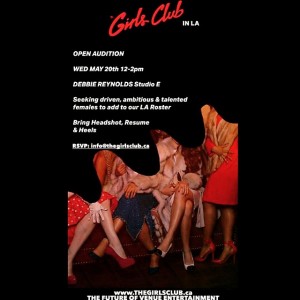 Girls Club
IN LA
OPEN AUDITION
WED MAY 20th 12-2pm
DEBBIE REYNOLDS Studio E
Seeking driven, ambitious & talented
females to add to our LA Roster
Bring Headshot, Resume
& Heels
RSVP: info@thegirlsclub.ca
www.THEGIRLSCLUB.ca
THE FUTURE OF VENUE ENTERTAINMENT